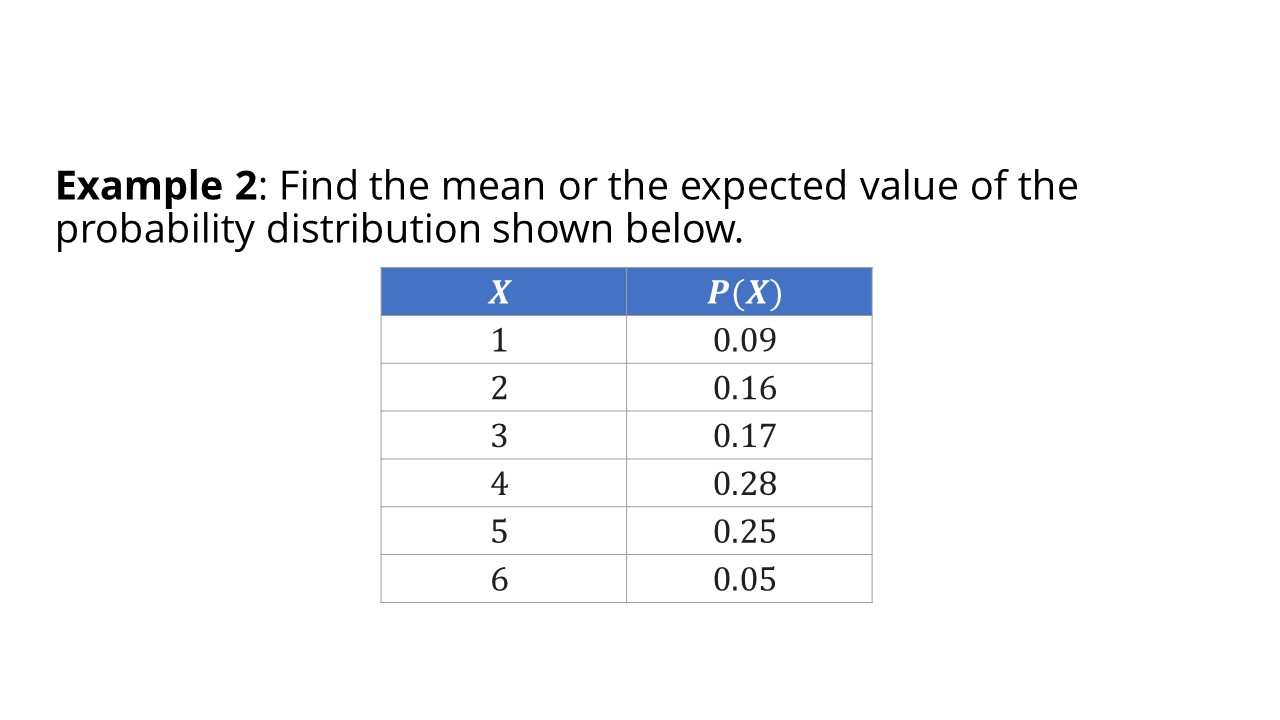 Example 2: Find the mean or the expected value of the
probability distribution shown below.
X P(X)
1 0.09
2 0.16
3 0.17
4 0.28
5 0.25
6 0.05